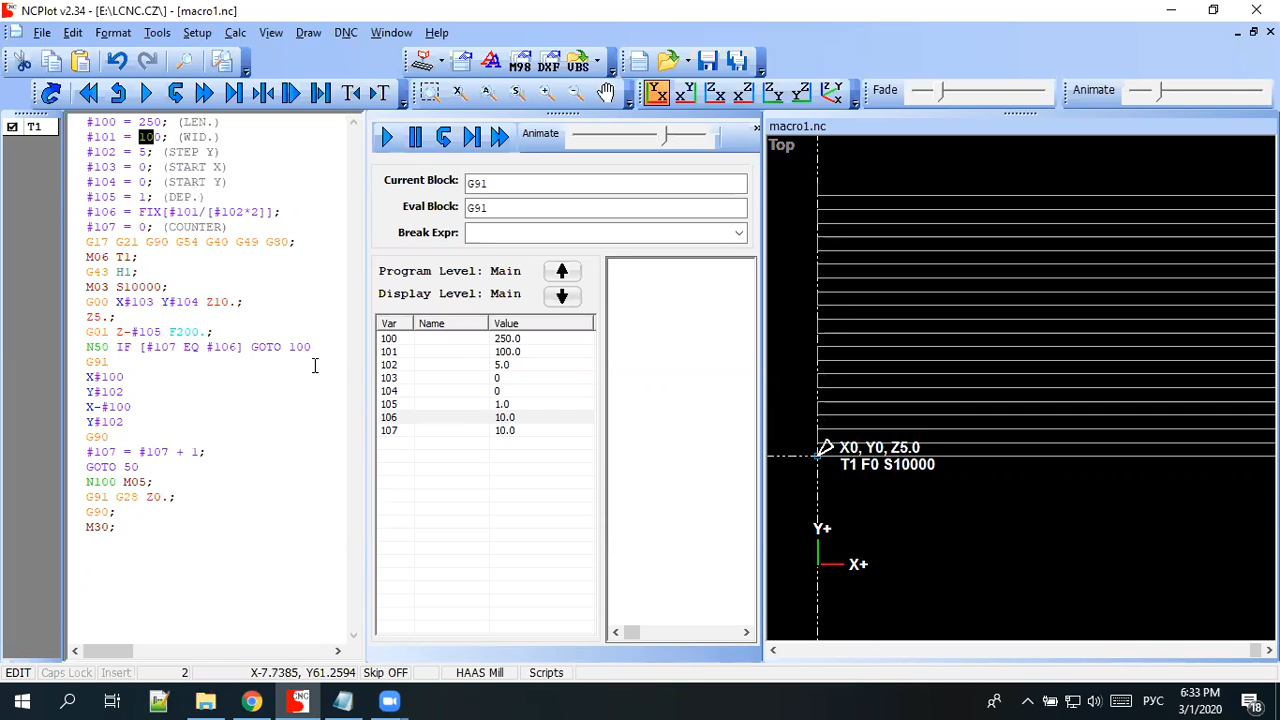 NCPlot v2.34 - [E:\LCNC.CZ\] - [macro1.nc]
File Edit Format Tools Setup Calc View Draw DNC Window Help
M98 DXF VBS
Fade Animate
T1
#100 = 250; (LEN.)
#101 = 100; (WID.)
#102 = 5; (STEP Y)
#103 = 0; (START X)
#104 = 0; (START Y)
#105 = 1; (DEP.)
#106 = FIX[#101/[#102*2]];
#107 = 0; (COUNTER)
G17 G21 G90 G54 G40 G49 G80;
M06 T1;
G43 H1;
M03 S10000;
G00 X#103 Y#104 Z10.;
Z5.;
G01 Z-#105 F200.;
N50 IF [#107 EQ #106] GOTO 100
G91
X#100
Y#102
X-#100
Y#102
G90
#107 = #107 + 1;
GOTO 50
N100 M05;
G91 G28 Z0.;
G90;
M30;
Animate
Current Block: G91
Eval Block: G91
Break Expr:
Program Level: Main
Display Level: Main
Var Name Value
100 250.0
101 100.0
102 5.0
103 0
104 0
105 1.0
106 10.0
107 10.0
macro1.nc
Top
X0, Y0, Z5.0
T1 F0 S10000
Y+
X+
EDIT Caps Lock Insert 2 X-7.7385, Y61.2594 Skip OFF HAAS Mill Scripts
РУС
6:33 PM
3/1/2020
18